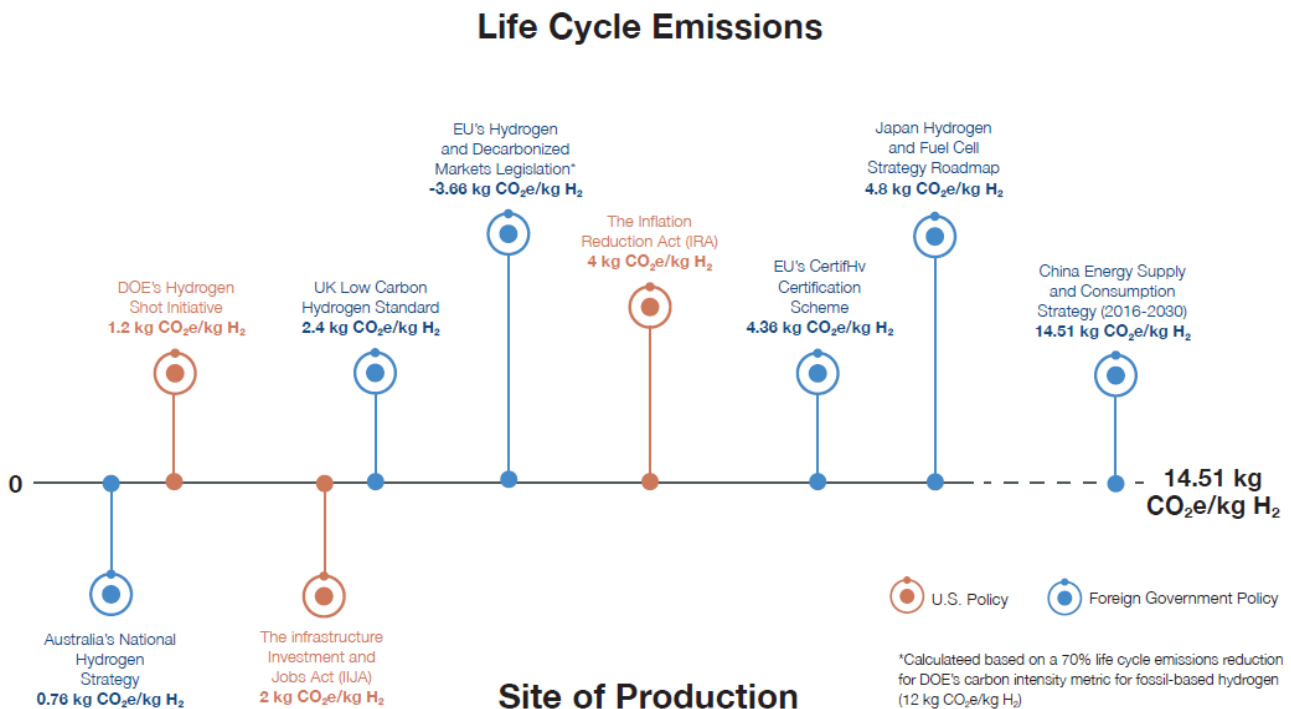 Life Cycle Emissions
EU's Hydrogen
and Decarbonized
Markets Legislation*
-3.66 kg CO₂e/kg H₂
Japan Hydrogen
and Fuel Cell
Strategy Roadmap
4.8 kg CO₂e/kg H₂
The Inflation
Reduction Act (IRA)
4 kg CO₂e/kg H₂
EU's CertifHv
Certification
Scheme
4.36 kg CO₂e/kg H₂
China Energy Supply
and Consumption
Strategy (2016-2030)
14.51 kg CO₂e/kg H₂
DOE's Hydrogen
Shot Initiative
1.2 kg CO₂e/kg H₂
UK Low Carbon
Hydrogen Standard
2.4 kg CO₂e/kg H₂
0
14.51 kg
CO₂e/kg H₂
U.S. Policy
Foreign Government Policy
Australia's National
Hydrogen
Strategy
0.76 kg CO₂e/kg H₂
The infrastructure
Investment and
Jobs Act (IIJA)
2 kg CO₂e/kg H₂
Site of Production
*Calculateed based on a 70% life cycle emissions reduction
for DOE's carbon intensity metric for fossil-based hydrogen
(12 kg CO₂e/kg H₂)